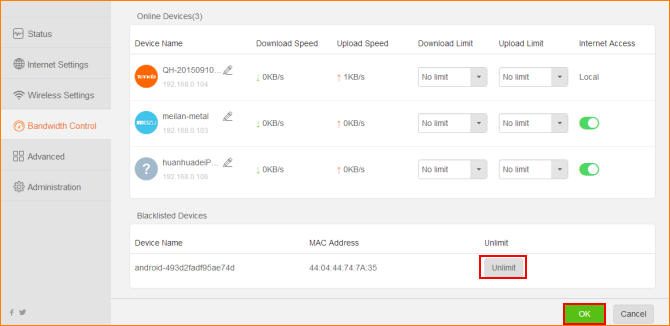 Online Devices(3)
Status
Internet Settings
Wireless Settings
Bandwidth Control
Advanced
Administration
Device Name Download Speed Upload Speed Download Limit Upload Limit Internet Access
QH-20150910...
192.168.0.104
↓ 0KB/s ↑ 1KB/s No limit No limit Local
meilan-metal
192.168.0.103
↓ 0KB/s ↑ 0KB/s No limit No limit
?
huanhuadeiP...
192.168.0.106
↓ 0KB/s ↑ 0KB/s No limit No limit
Blacklisted Devices
Device Name MAC Address Unlimit
android-493d2fadf95ae74d 44:04:44:74:7A:35 Unlimit
OK Cancel